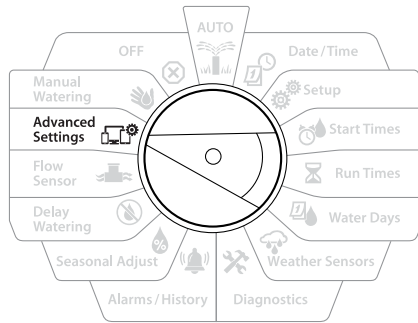 AUTO
OFF
Date / Time
Manual
Watering
Setup
Advanced
Settings
Start Times
Flow
Sensor
Run Times
Delay
Watering
Water Days
Seasonal Adjust
%
Weather Sensors
Alarms / History
Diagnostics